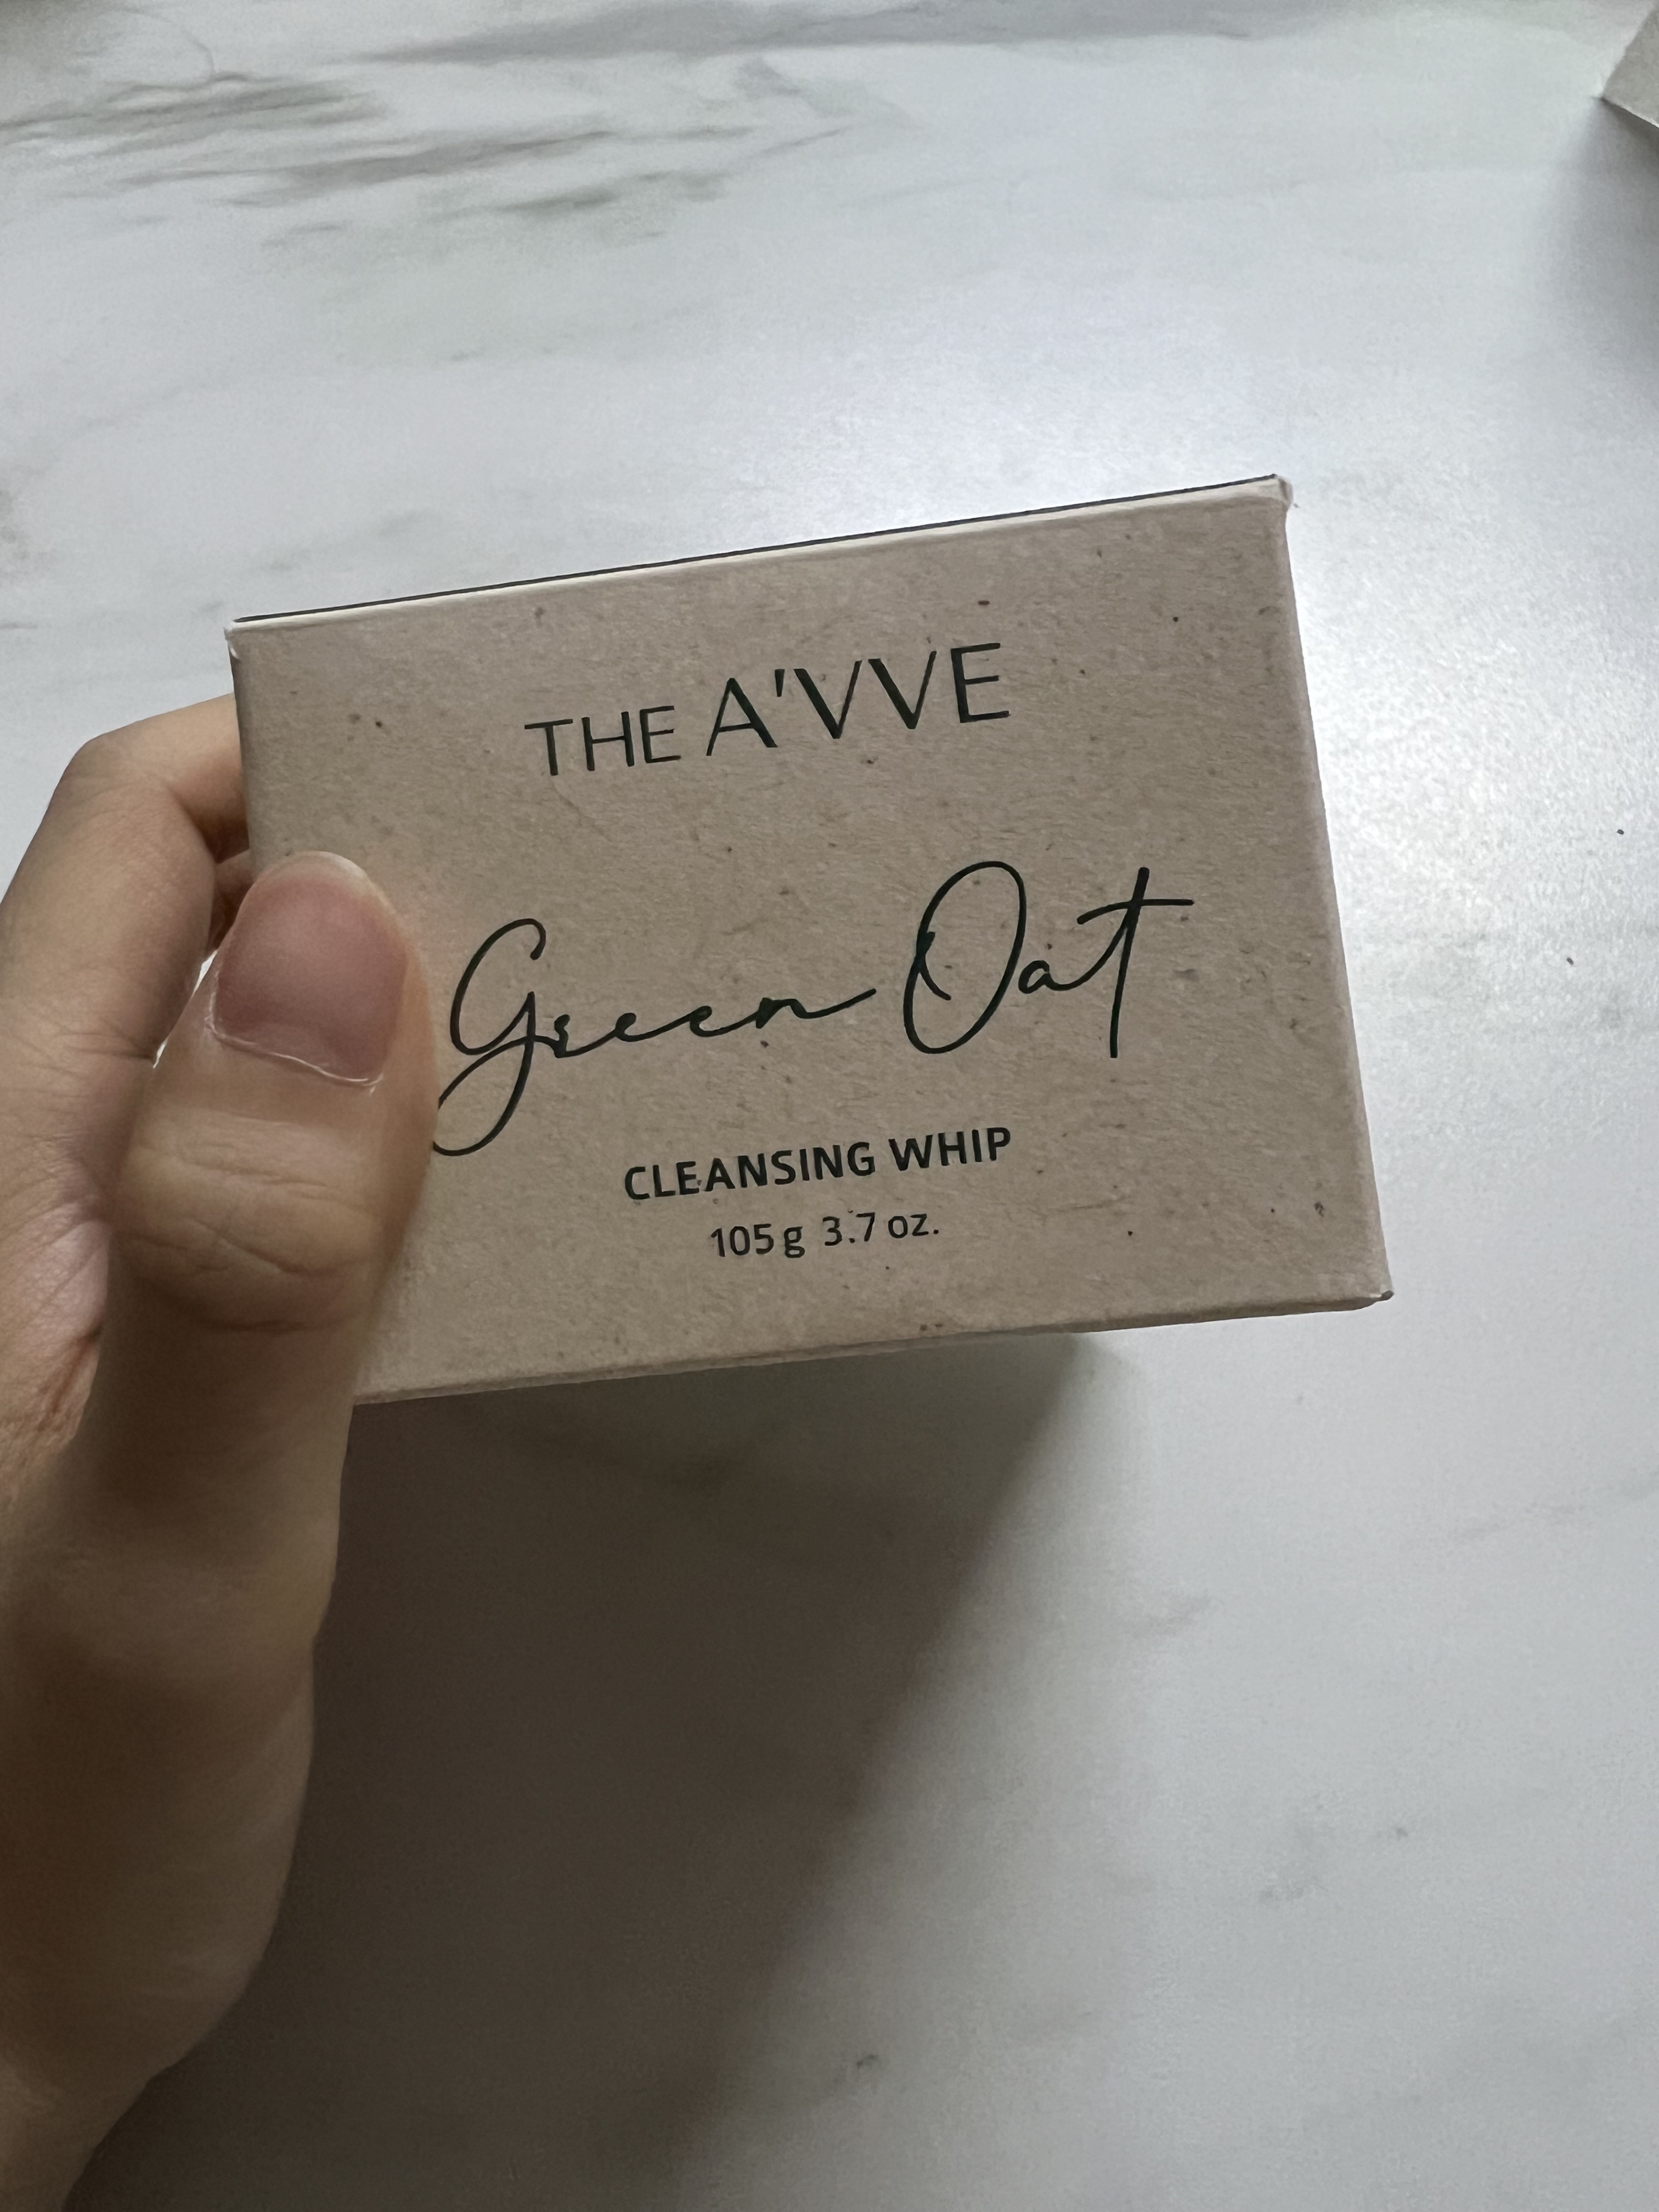 THE A'VVE
Green Oat
CLEANSING WHIP
105g 3.7 oz.